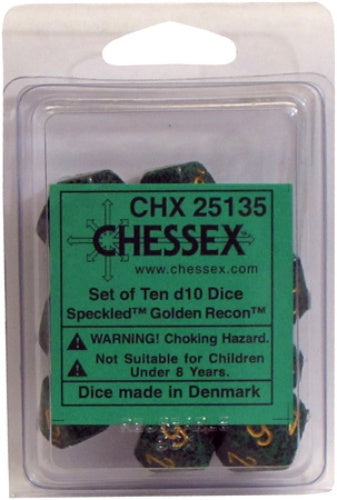 CHX 25135
CHESSEX
www.chessex.com
Set of Ten d10 Dice
Speckled™ Golden Recon™
WARNING! Choking Hazard.
Not Suitable for Children
Under 8 Years.
Dice made in Denmark